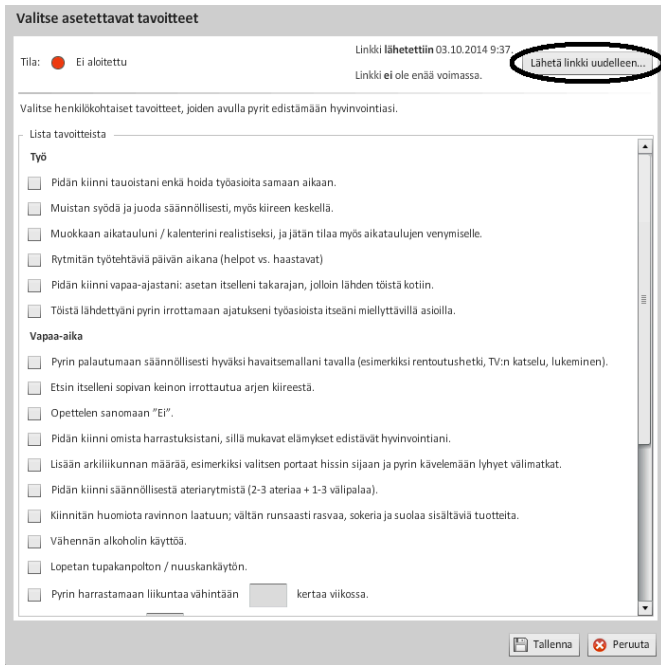 Valitse asetettavat tavoitteet
Tila: Ei aloitettu
Linkki lähetettiin 03.10.2014 9:37.
Linkki ei ole enää voimassa.
Lähetä linkki uudelleen...
Valitse henkilökohtaiset tavoitteet, joiden avulla pyrit edistämään hyvinvointiasi.
Lista tavoitteista
Työ
Pidän kiinni tauoistani enkä hoida työasioita samaan aikaan.
Muistan syödä ja juoda säännöllisesti, myös kiireen keskellä.
Muokkaan aikatauluni / kalenterini realistiseksi, ja jätän tilaa myös aikataulujen venymiselle.
Rytmitän työtehtäviä päivän aikana (helpot vs. haastavat)
Pidän kiinni vapaa-ajastani: asetan itselleni takarajan, jolloin lähden töistä kotiin.
Töistä lähdettyäni pyrin irrottamaan ajatukseni työasioista itseäni miellyttävillä asioilla.
Vapaa-aika
Pyrin palautumaan säännöllisesti hyväksi havaitsemallani tavalla (esimerkiksi rentoutushetki, TV:n katselu, lukeminen).
Etsin itselleni sopivan keinon irrottautua arjen kiireestä.
Opettelen sanomaan ”Ei”.
Pidän kiinni omista harrastuksistani, sillä mukavat elämykset edistävät hyvinvointiani.
Lisään arkiliikunnan määrää, esimerkiksi valitsen portaat hissin sijaan ja pyrin kävelemään lyhyet välimatkat.
Pidän kiinni säännöllisestä ateriarytmistä (2-3 ateriaa + 1-3 välipalaa).
Kiinnitän huomiota ravinnon laatuun; vältän runsaasti rasvaa, sokeria ja suolaa sisältäviä tuotteita.
Vähennän alkoholin käyttöä.
Lopetan tupakanpolton / nuuskankäytön.
Pyrin harrastamaan liikuntaa vähintään kertaa viikossa.
Tallenna
Peruuta